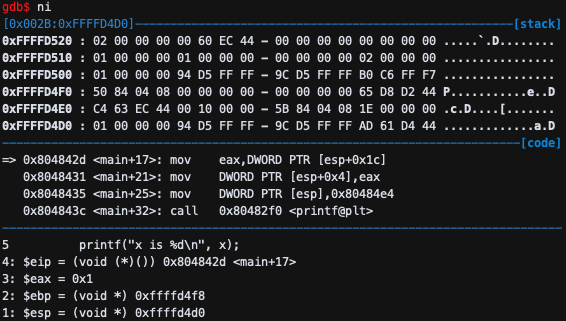 gdb$ ni
[0x002B:0xFFFFD4D0]------------------------------------------------------[stack]
0xFFFFD520 : 02 00 00 00 00 60 EC 44 - 00 00 00 00 00 00 00 00 .....`.D........
0xFFFFD510 : 01 00 00 00 01 00 00 00 - 00 00 00 00 02 00 00 00 ................
0xFFFFD500 : 01 00 00 00 94 D5 FF FF - 9C D5 FF FF B0 C6 FF F7 ................
0xFFFFD4F0 : 50 84 04 08 00 00 00 00 - 00 00 00 00 65 D8 D2 44 P...........e..D
0xFFFFD4E0 : C4 63 EC 44 00 10 00 00 - 5B 84 04 08 1E 00 00 00 .c.D....[.......
0xFFFFD4D0 : 01 00 00 00 94 D5 FF FF - 9C D5 FF FF AD 61 D4 44 .............a.D
[code]
=> 0x804842d <main+17>: mov eax,DWORD PTR [esp+0x1c]
0x8048431 <main+21>: mov DWORD PTR [esp+0x4],eax
0x8048435 <main+25>: mov DWORD PTR [esp],0x80484e4
0x804843c <main+32>: call 0x80482f0 <printf@plt>
5 printf("x is %d\n", x);
4: $eip = (void (*)()) 0x804842d <main+17>
3: $eax = 0x1
2: $ebp = (void *) 0xffffd4f8
1: $esp = (void *) 0xffffd4d0